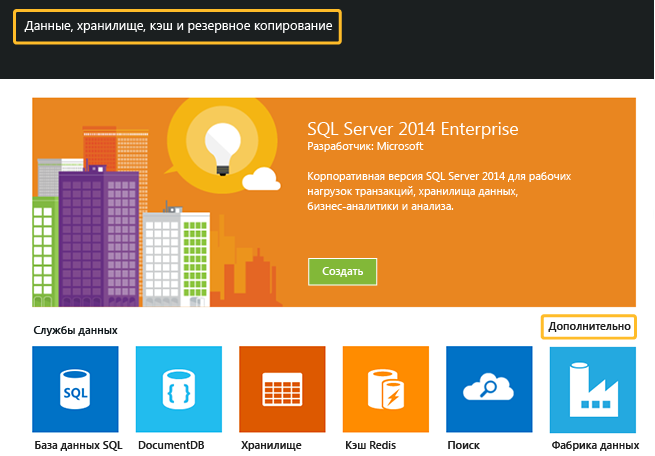 Данные, хранилище, кэш и резервное копирование
SQL Server 2014 Enterprise
Разработчик: Microsoft
Корпоративная версия SQL Server 2014 для рабочих
нагрузок транзакций, хранилища данных,
бизнес-аналитики и анализа.
Создать
Службы данных
Дополнительно
SQL
{ }
База данных SQL
DocumentDB
Хранилище
Кэш Redis
Поиск
Фабрика данных